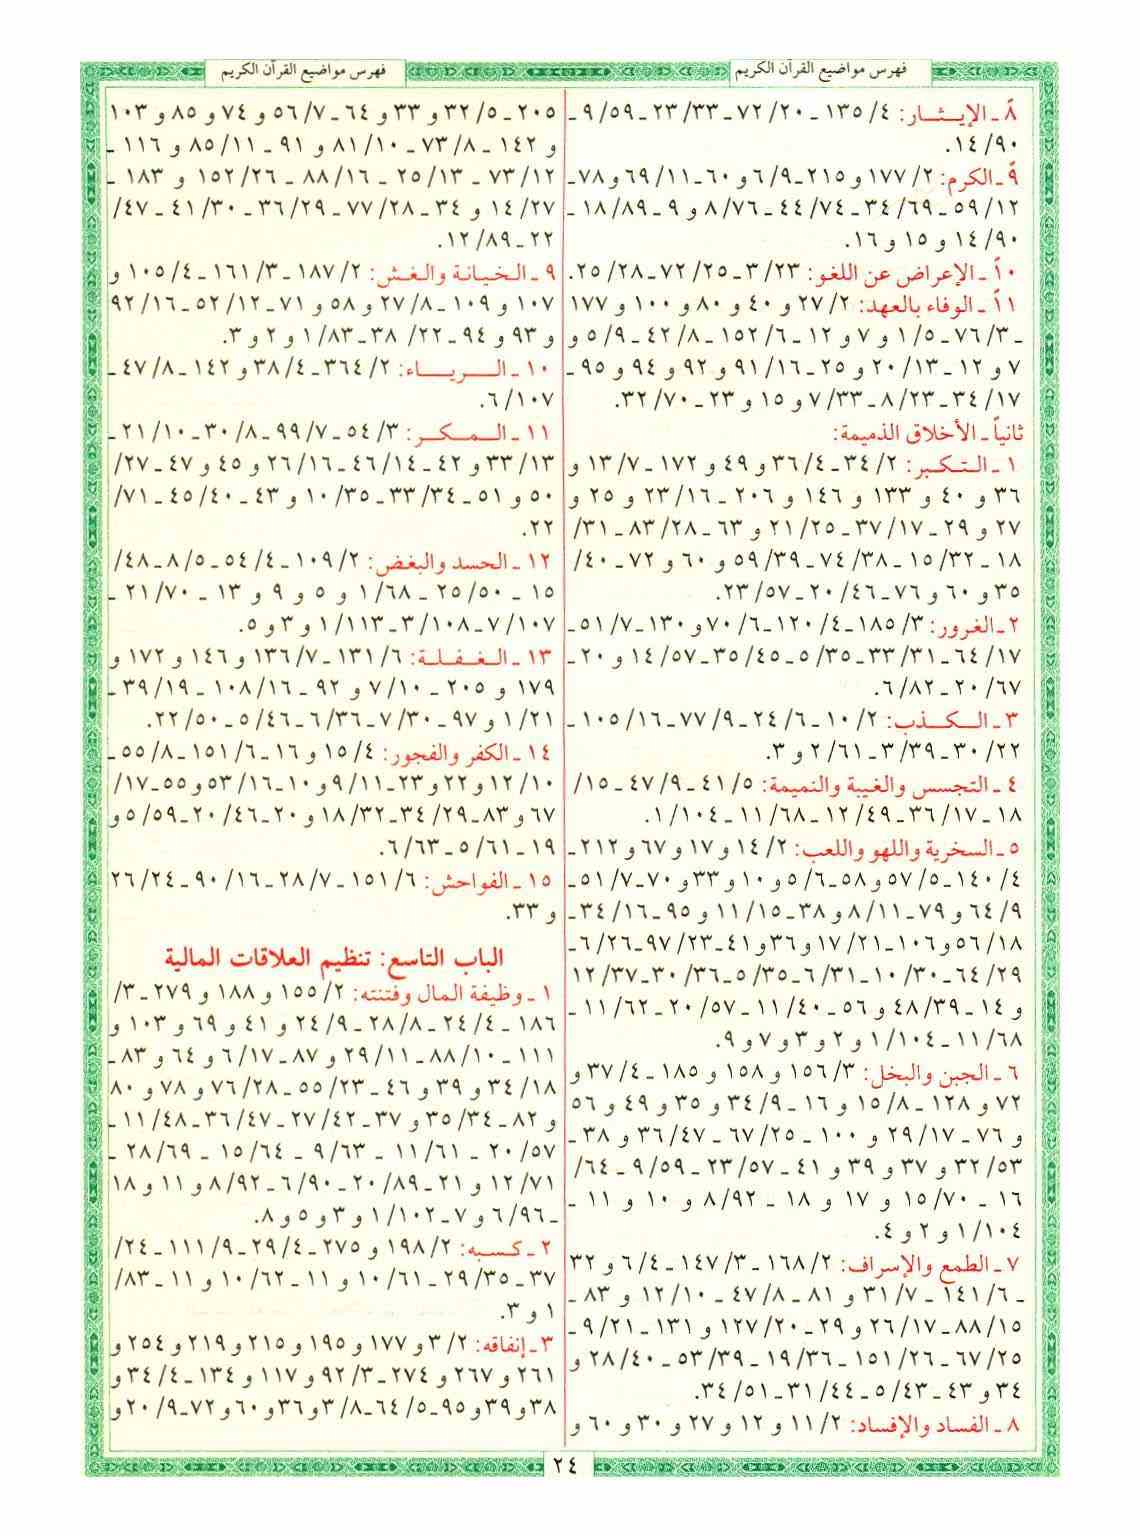 فهرس مواضيع القرآن الكريم
فهرس مواضيع القرآن الكريم
٨ً ـ الإيـثــار: ٤/ ١٣٥ ـ ٢٠/ ٧٢ ـ ٣٣/ ٢٣ ـ ٥٩/ ٩ ـ
٩٠/ ١٤.
٩ً ـ الكرم: ٢/ ١٧٧ و ٢١٥ ـ ٩/ ٦ و ٦٠ ـ ١١/ ٦٩ و ٧٨ ـ
١٢/ ٥٩ ـ ٦٩/ ٣٤ ـ ٧٤/ ٤٤ ـ ٧٦/ ٨ و ٩ ـ ٨٩/ ١٨ ـ
٩٠/ ١٤ و ١٥ و ١٦.
١٠ً ـ الإعراض عن اللغو: ٢٣/ ٣ ـ ٢٥/ ٧٢ ـ ٢٨/ ٢٥.
١١ً ـ الوفاء بالعهد: ٢/ ٢٧ و ٤٠ و ٨٠ و ١٠٠ و ١٧٧
ـ ٣/ ٧٦ ـ ٥/ ١ و ٧ و ١٢ ـ ٦/ ١٥٢ ـ ٨/ ٤٢ ـ ٩/ ٥ و
٧ و ١٢ ـ ١٣/ ٢٠ و ٢٥ ـ ١٦/ ٩١ و ٩٢ و ٩٤ و ٩٥ ـ
١٧/ ٣٤ ـ ٢٣/ ٨ ـ ٣٣/ ٧ و ١٥ و ٢٣ ـ ٧٠/ ٣٢.
ثانياً ـ الأخلاق الذميمة:
١ ـ التـكـبـر: ٢/ ٣٤ ـ ٤/ ٣٦ و ٤٩ و ١٧٢ ـ ٧/ ١٣ و
٣٦ و ٤٠ و ١٣٣ و ١٤٦ و ٢٠٦ ـ ١٦/ ٢٣ و ٢٥ و
٢٧ و ٢٩ ـ ١٧/ ٣٧ ـ ٢٥/ ٢١ و ٦٣ ـ ٢٨/ ٨٣ ـ ٣١/
١٨ ـ ٣٢/ ١٥ ـ ٣٨/ ٧٤ ـ ٣٩/ ٥٩ و ٦٠ و ٧٢ ـ ٤٠/
٣٥ و ٦٠ و ٧٦ ـ ٤٦/ ٢٠ ـ ٥٧/ ٢٣.
٢ ـ الغرور: ٣/ ١٨٥ ـ ٤/ ١٢٠ ـ ٦/ ٧٠ و ١٣٠ ـ ٧/ ٥١ ـ
١٧/ ٦٤ ـ ٣١/ ٣٣ ـ ٣٥/ ٥ ـ ٤٥/ ٣٥ ـ ٥٧/ ١٤ و ٢٠ ـ
٦٧/ ٢٠ ـ ٨٢/ ٦.
٣ ـ الـكـذب: ٢/ ١٠ ـ ٦/ ٢٤ ـ ٩/ ٧٧ ـ ١٦/ ١٠٥ ـ
٢٢/ ٣٠ ـ ٣٩/ ٣ ـ ٦١/ ٢ و ٣.
٤ ـ التجسس والغيبة والنميمة: ٥/ ٤١ ـ ٩/ ٤٧ ـ ١٥/
١٨ ـ ١٧/ ٣٦ ـ ٤٩/ ١٢ ـ ٦٨/ ١١ ـ ١٠٤/ ١.
٥ ـ السخرية واللهو واللعب: ٢/ ١٤ و ١٧ و ٦٧ و ٢١٢ ـ
٤/ ١٤٠ ـ ٥/ ٥٧ و ٥٨ ـ ٦/ ٥ و ١٠ و ٣٣ و ٧٠ ـ ٧/ ٥١ ـ
٩/ ٦٤ و ٧٩ ـ ١١/ ٨ و ٣٨ ـ ١٥/ ١١ و ٩٥ ـ ١٦/ ٣٤ ـ
١٨/ ٥٦ و ١٠٦ ـ ٢١/ ١٧ و ٣٦ و ٤١ ـ ٢٣/ ٩٧ ـ ٢٦/ ٦ ـ
٢٩/ ٦٤ ـ ٣٠/ ١٠ ـ ٣١/ ٦ ـ ٣٥/ ٥ ـ ٣٦/ ٣٠ ـ ٣٧/ ١٢
و ١٤ ـ ٣٩/ ٤٨ و ٥٦ ـ ٤٠/ ١١ ـ ٥٧/ ٢٠ ـ ٦٢/ ١١ ـ
٦٨/ ١١ ـ ١٠٤/ ١ و ٢ و ٣ و ٧ و ٩.
٦ ـ الجبن والبخل: ٣/ ١٥٦ و ١٥٨ و ١٨٥ ـ ٤/ ٣٧ و
٧٢ و ١٢٨ ـ ٨/ ١٥ و ١٦ ـ ٩/ ٣٤ و ٣٥ و ٤٩ و ٥٦
و ٧٦ ـ ١٧/ ٢٩ و ١٠٠ ـ ٢٥/ ٦٧ ـ ٤٧/ ٣٦ و ٣٨ ـ
٥٣/ ٣٢ و ٣٧ و ٣٩ و ٤١ ـ ٥٧/ ٢٣ ـ ٥٩/ ٩ ـ ٦٤/
١٦ ـ ٧٠/ ١٥ و ١٧ و ١٨ ـ ٩٢/ ٨ و ١٠ و ١١ ـ
١٠٤/ ١ و ٢ و ٤.
٧ ـ الطمع والإسراف: ٢/ ١٦٨ ـ ٣/ ١٤٧ ـ ٤/ ٦ و ٣٢
ـ ٦/ ١٤١ ـ ٧/ ٣١ و ٨١ ـ ٨/ ٤٧ ـ ١٠/ ١٢ و ٨٣ ـ
١٥/ ٨٨ ـ ١٧/ ٢٦ و ٢٩ ـ ٢٠/ ١٢٧ و ١٣١ ـ ٢١/ ٩ ـ
٢٥/ ٦٧ ـ ٢٦/ ١٥١ ـ ٣٦/ ١٩ ـ ٣٩/ ٥٣ ـ ٤٠/ ٢٨ و
٣٤ و ٤٣ ـ ٤٣/ ٥ ـ ٤٤/ ٣١ ـ ٥١/ ٣٤.
٨ ـ الفساد والإفساد: ٢/ ١١ و ١٢ و ٢٧ و ٣٠ و ٦٠ و
٢٠٥ ـ ٥/ ٣٢ و ٣٣ و ٦٤ ـ ٧/ ٥٦ و ٧٤ و ٨٥ و ١٠٣
و ١٤٢ ـ ٨/ ٧٣ ـ ١٠/ ٨١ و ٩١ ـ ١١/ ٨٥ و ١١٦ ـ
١٢/ ٧٣ ـ ١٣/ ٢٥ ـ ١٦/ ٨٨ ـ ٢٦/ ١٥٢ و ١٨٣ ـ
٢٧/ ١٤ و ٣٤ ـ ٢٨/ ٧٧ ـ ٢٩/ ٣٦ ـ ٣٠/ ٤١ ـ ٤٧/
٢٢ ـ ٨٩/ ١٢.
٩ ـ الخيانة والغش: ٢/ ١٨٧ ـ ٣/ ١٦١ ـ ٤/ ١٠٥ و
١٠٧ و ١٠٩ ـ ٨/ ٢٧ و ٥٨ و ٧١ ـ ١٢/ ٥٢ ـ ١٦/ ٩٢
و ٩٣ و ٩٤ ـ ٢٢/ ٣٨ ـ ٨٣/ ١ و ٢ و ٣.
١٠ ـ الـريـــاء: ٢/ ٣٦٤ ـ ٤/ ٣٨ و ١٤٢ ـ ٨/ ٤٧ ـ
١٠٧/ ٦.
١١ ـ الـمـكـر: ٣/ ٥٤ ـ ٧/ ٩٩ ـ ٨/ ٣٠ ـ ١٠/ ٢١ ـ
١٣/ ٣٣ و ٤٢ ـ ١٤/ ٤٦ ـ ١٦/ ٢٦ و ٤٥ و ٤٧ ـ ٢٧/
٥٠ و ٥١ ـ ٣٤/ ٣٣ ـ ٣٥/ ١٠ و ٤٣ ـ ٤٠/ ٤٥ ـ ٧١/
٢٢.
١٢ ـ الحسد والبغض: ٢/ ١٠٩ ـ ٤/ ٥٤ ـ ٥/ ٨ ـ ٤٨/
١٥ ـ ٥٠/ ٢٥ ـ ٦٨/ ١ و ٥ و ٩ و ١٣ ـ ٧٠/ ٢١ ـ
١٠٧/ ٧ ـ ١٠٨/ ٣ ـ ١١٣/ ١ و ٣ و ٥.
١٣ ـ الـغـفـلـة: ٦/ ١٣١ ـ ٧/ ١٣٦ و ١٤٦ و ١٧٢ و
١٧٩ و ٢٠٥ ـ ١٠/ ٧ و ٩٢ ـ ١٦/ ١٠٨ ـ ١٩/ ٣٩ ـ
٢١/ ١ و ٩٧ ـ ٣٠/ ٧ ـ ٣٦/ ٦ ـ ٤٦/ ٥ ـ ٥٠/ ٢٢.
١٤ ـ الكفر والفجور: ٤/ ١٥ و ١٦ ـ ٦/ ١٥١ ـ ٨/ ٥٥ ـ
١٠/ ١٢ و ٢٢ و ٢٣ ـ ١١/ ٩ و ١٠ ـ ١٦/ ٥٣ و ٥٥ ـ ١٧/
٦٧ و ٨٣ ـ ٢٩/ ٣٤ ـ ٣٢/ ١٨ و ٢٠ ـ ٤٦/ ٢٠ ـ ٥٩/ ٥ و
١٩ ـ ٦١/ ٥ ـ ٦٣/ ٦.
١٥ ـ الفواحش: ٦/ ١٥١ ـ ٧/ ٢٨ ـ ١٦/ ٩٠ ـ ٢٤/ ٢٦
و ٣٣.
الباب التاسع: تنظيم العلاقات المالية
١ ـ وظيفة المال وفتنته: ٢/ ١٥٥ و ١٨٨ و ٢٧٩ ـ ٣/
١٨٦ ـ ٤/ ٢٤ ـ ٨/ ٢٨ ـ ٩/ ٢٤ و ٤١ و ٦٩ و ١٠٣ و
١١١ ـ ١٠/ ٨٨ ـ ١١/ ٢٩ و ٨٧ ـ ١٧/ ٦ و ٦٤ و ٨٣ ـ
١٨/ ٣٤ و ٣٩ و ٤٦ ـ ٢٣/ ٥٥ ـ ٢٨/ ٧٦ و ٧٨ و ٨٠
و ٨٢ ـ ٣٤/ ٣٥ و ٣٧ ـ ٤٢/ ٢٧ ـ ٤٧/ ٣٦ ـ ٤٨/ ١١ ـ
٥٧/ ٢٠ ـ ٦١/ ١١ ـ ٦٣/ ٩ ـ ٦٤/ ١٥ ـ ٦٩/ ٢٨ ـ
٧١/ ١٢ و ٢١ ـ ٨٩/ ٢٠ ـ ٩٠/ ٦ ـ ٩٢/ ٨ و ١١ و ١٨
ـ ٩٦/ ٦ و ٧ ـ ١٠٢/ ١ و ٣ و ٥ و ٨.
٢ ـ كـسـبـه: ٢/ ١٩٨ و ٢٧٥ ـ ٤/ ٢٩ ـ ٩/ ١١١ ـ ٢٤/
٣٧ ـ ٣٥/ ٢٩ ـ ٦١/ ١٠ و ١١ ـ ٦٢/ ١٠ و ١١ ـ ٨٣/
١ و ٣.
٣ ـ إنفاقه: ٢/ ٣ و ١٧٧ و ١٩٥ و ٢١٥ و ٢١٩ و ٢٥٤ و
٢٦١ و ٢٦٧ و ٢٧٤ ـ ٣/ ٩٢ و ١١٧ و ١٣٤ ـ ٤/ ٣٤ و
٣٨ و ٣٩ و ٩٥ ـ ٥/ ٦٤ ـ ٨/ ٣ و ٣٦ و ٦٠ و ٧٢ ـ ٩/ ٢٠ و
٢٤